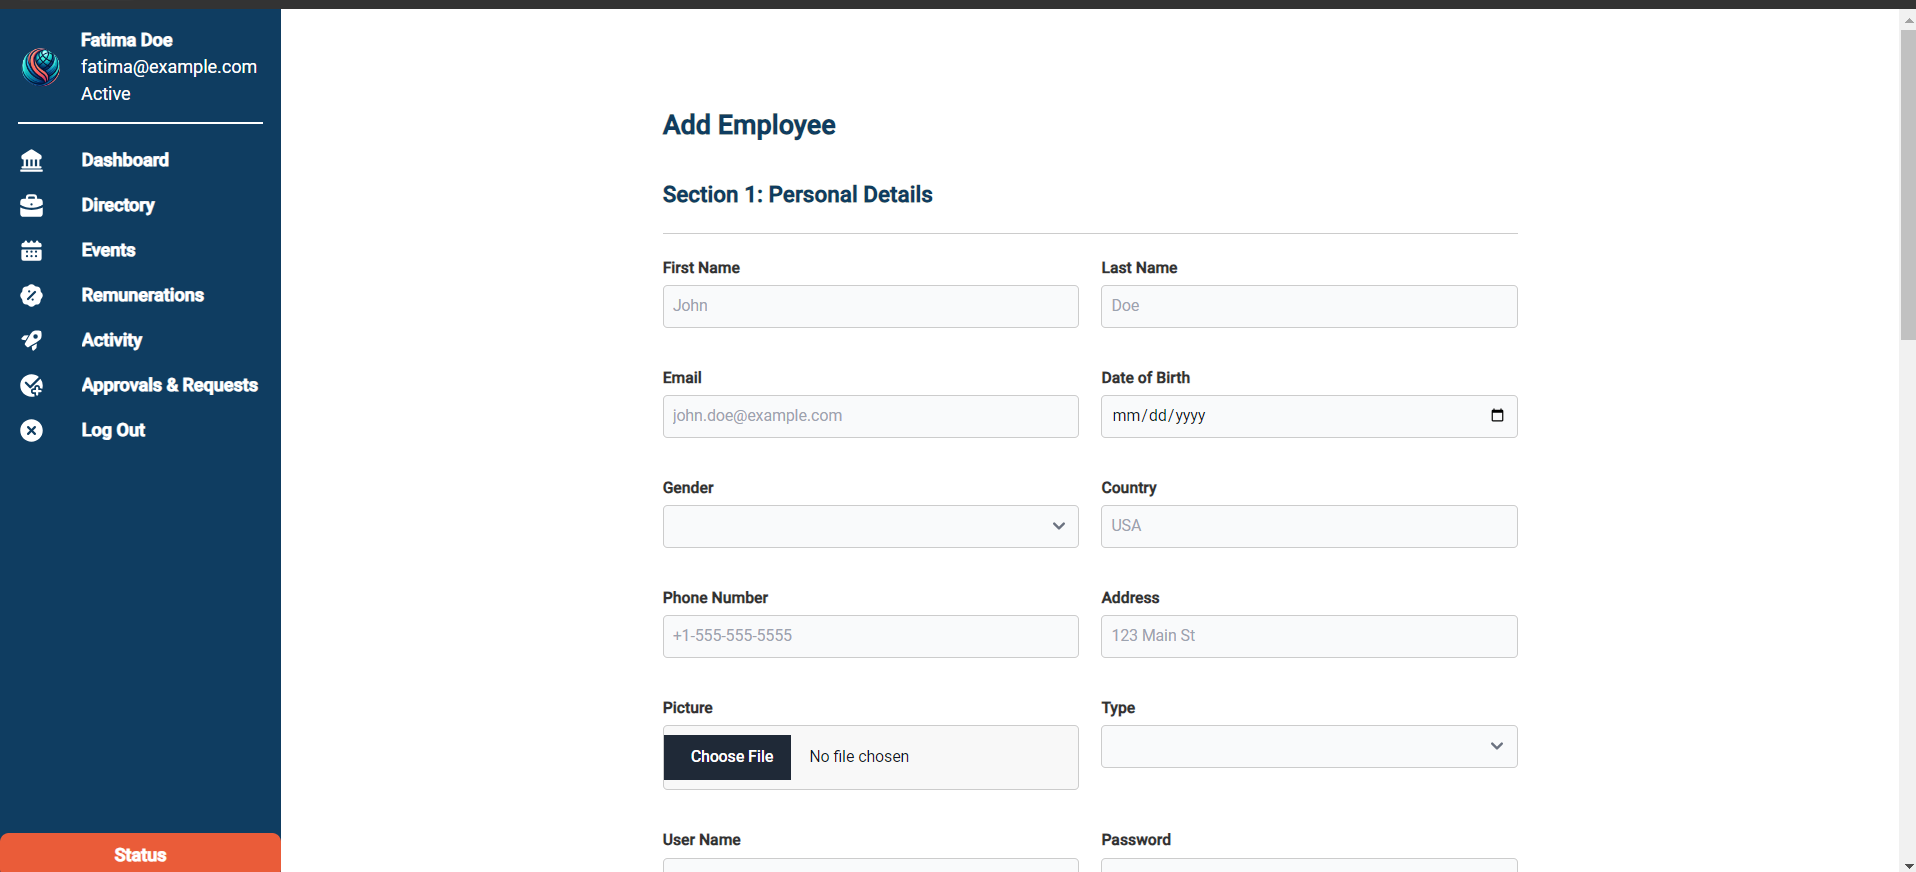 Fatima Doe
fatima@example.com
Active
Dashboard
Directory
Events
Remunerations
Activity
Approvals & Requests
Log Out
Status
Add Employee
Section 1: Personal Details
First Name
Last Name
John
Doe
Email
Date of Birth
john.doe@example.com
mm/dd/yyyy
Gender
Country
USA
Phone Number
Address
+1-555-555-5555
123 Main St
Picture
Type
Choose File No file chosen
User Name
Password